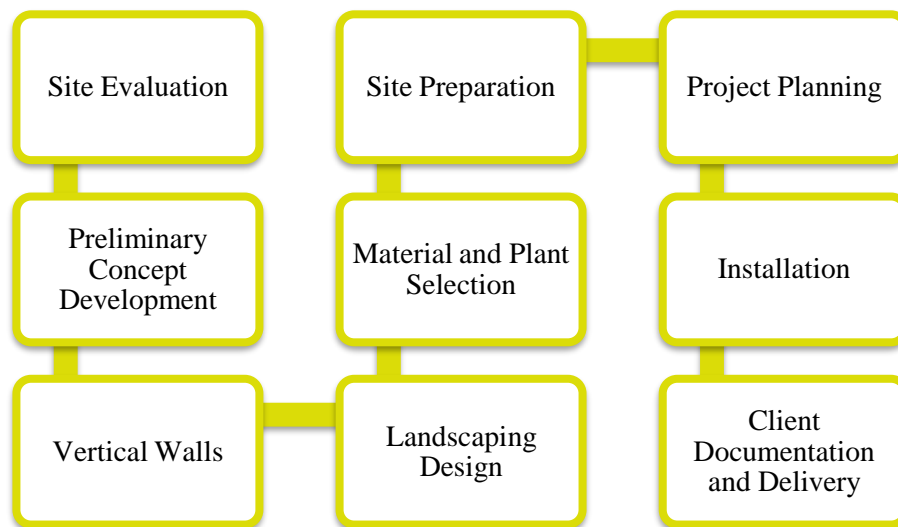 Site Evaluation
Preliminary
Concept
Development
Vertical Walls
Landscaping
Design
Material and Plant
Selection
Site Preparation
Project Planning
Installation
Client
Documentation
and Delivery